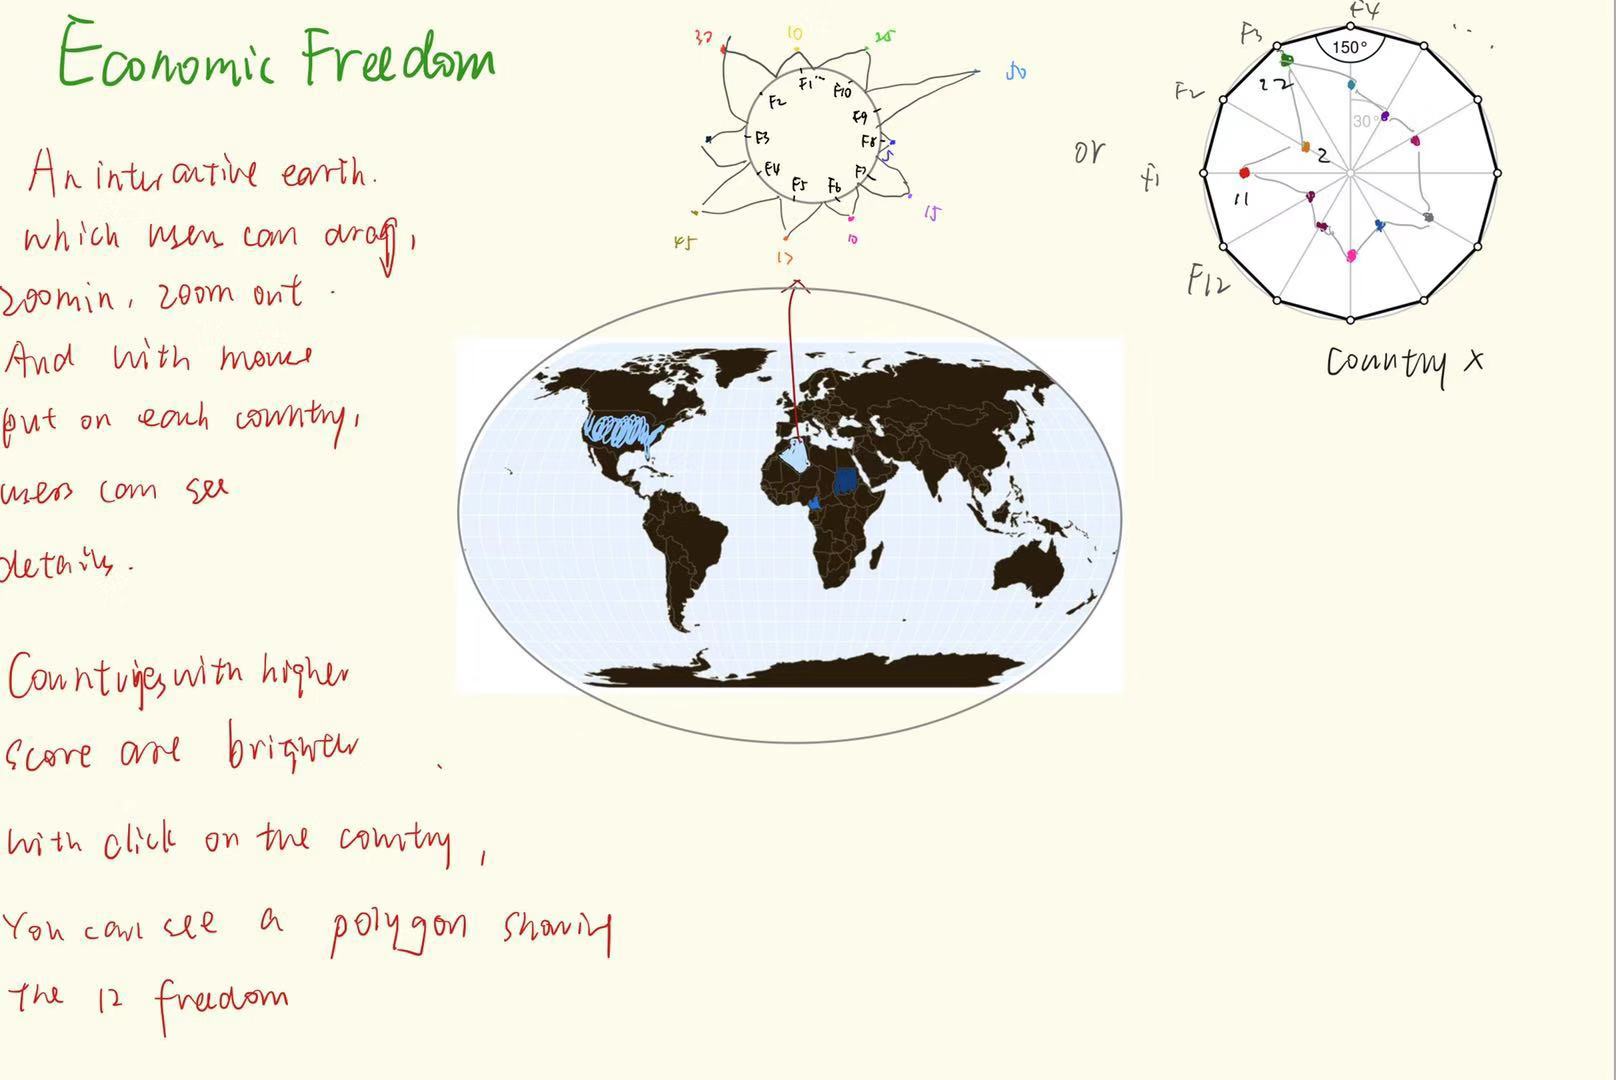 Economic Freedom
An interactive earth.
which users can drag,
zoom in, zoom out.
And with mouse
put on each country,
users can see
details.
Countries with higher
score are brighter
With click on the country,
You can see a polygon showing
the 12 freedom
32
10
25
50
5
15
10
17
45
F1
F2
F3
F4
F5
F6
F7
F8
F9
F10
or
F4
F3
F2
F1
F12
150°
30°
22
2
11
Country X